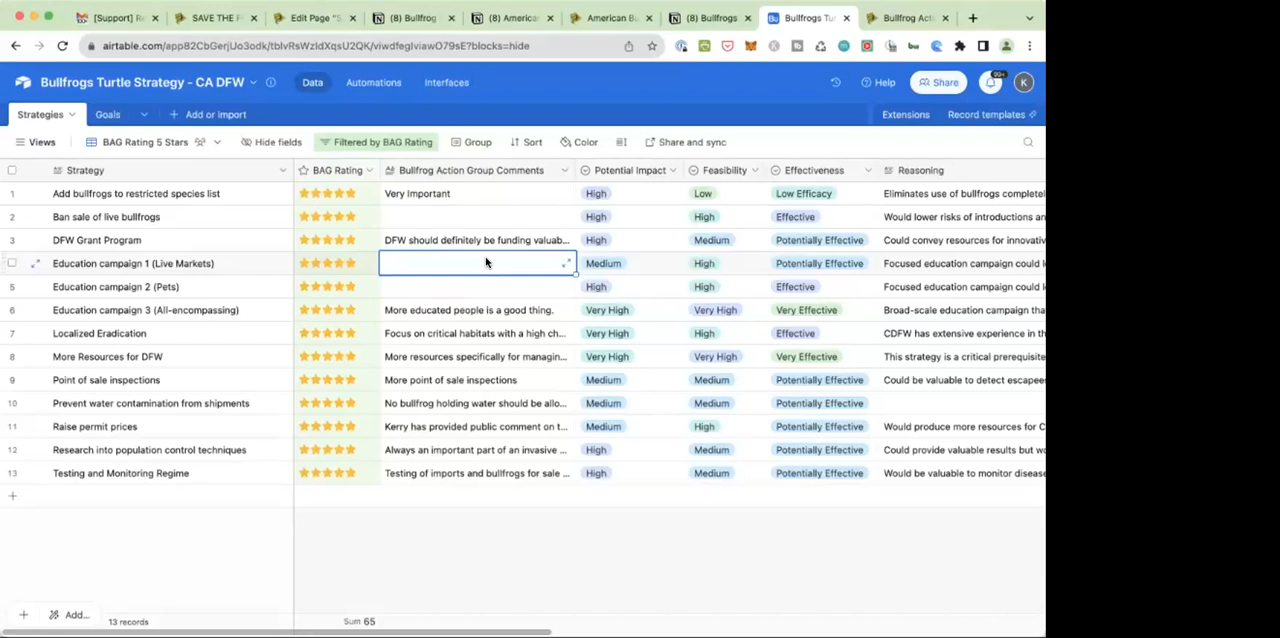 [Support] R
SAVE THE F
Edit Page "S
(8) Bullfrog
(8) America
American Bu
(8) Bullfrogs
Bullfrogs Tur
Bullfrog Acti
airtable.com/app82CbGerjUo3odk/tblvRsWzIdXqsU2QK/viwdfegIviawO79sE?blocks=hide
Bullfrogs Turtle Strategy - CA DFW Data Automations Interfaces Help Share 99+ K
Strategies Goals Add or import Extensions Record templates
Views BAG Rating 5 Stars Hide fields Filtered by BAG Rating Group Sort Color Share and sync
Strategy BAG Rating Bullfrog Action Group Comments Potential Impact Feasibility Effectiveness Reasoning
1 Add bullfrogs to restricted species list Very Important High Low Low Efficacy Eliminates use of bullfrogs completel
2 Ban sale of live bullfrogs High High Effective Would lower risks of introductions an
3 DFW Grant Program DFW should definitely be funding valuab... High Medium Potentially Effective Could convey resources for innovativ
Education campaign 1 (Live Markets) Medium High Potentially Effective Focused education campaign could l
5 Education campaign 2 (Pets) High High Effective Focused education campaign could l
6 Education campaign 3 (All-encompassing) More educated people is a good thing. Very High Very High Very Effective Broad-scale education campaign tha
7 Localized Eradication Focus on critical habitats with a high ch... Very High High Effective CDFW has extensive experience in th
8 More Resources for DFW More resources specifically for managin... Very High Very High Very Effective This strategy is a critical prerequisite
9 Point of sale inspections More point of sale inspections Medium Medium Potentially Effective Could be valuable to detect escapees
10 Prevent water contamination from shipments No bullfrog holding water should be allo... Medium Medium Potentially Effective
11 Raise permit prices Kerry has provided public comment on t... Medium High Potentially Effective Would produce more resources for C
12 Research into population control techniques Always an important part of an invasive ... High Medium Potentially Effective Could provide valuable results but wo
13 Testing and Monitoring Regime Testing of imports and bullfrogs for sale ... High Medium Potentially Effective Would be valuable to monitor disease
Add...
13 records Sum 65